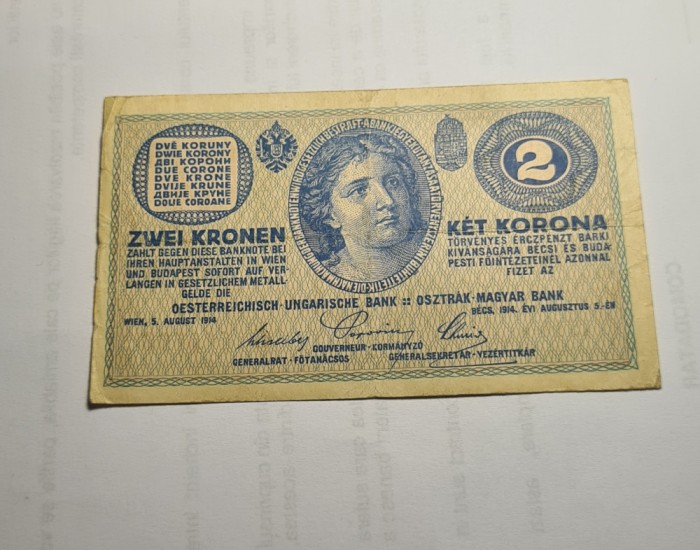 DVĚ KORUNY
DWIE KORONY
ДВІ КОРОНИ
DUE CORONE
DVE KRONE
DVIJE KRUNE
ДВИЈЕ КРУНЕ
DOUE COROANE
2
ZWEI KRONEN
ZAHLT GEGEN DIESE BANKNOTE BEI
IHREN HAUPTANSTALTEN IN WIEN
UND BUDAPEST SOFORT AUF VER-
LANGEN IN GESETZLICHEM METALL-
GELDE DIE
KÉT KORONA
TÖRVÉNYES ÉRCZPÉNZT BÁRKI
KIVÁNSÁGÁRA BÉCSI ÉS BUDA-
PESTI FŐINTÉZETEINÉL AZONNAL
FIZET AZ
OESTERREICHISCH-UNGARISCHE BANK :: OSZTRÁK-MAGYAR BANK
WIEN, 5. AUGUST 1914
BÉCS, 1914. ÉVI AUGUSZTUS 5.-ÉN
GOUVERNEUR-KORMÁNYZÓ
GENERALRAT-FŐTANÁCSOS
GENERALSEKRETÄR-VEZÉRTITKÁR